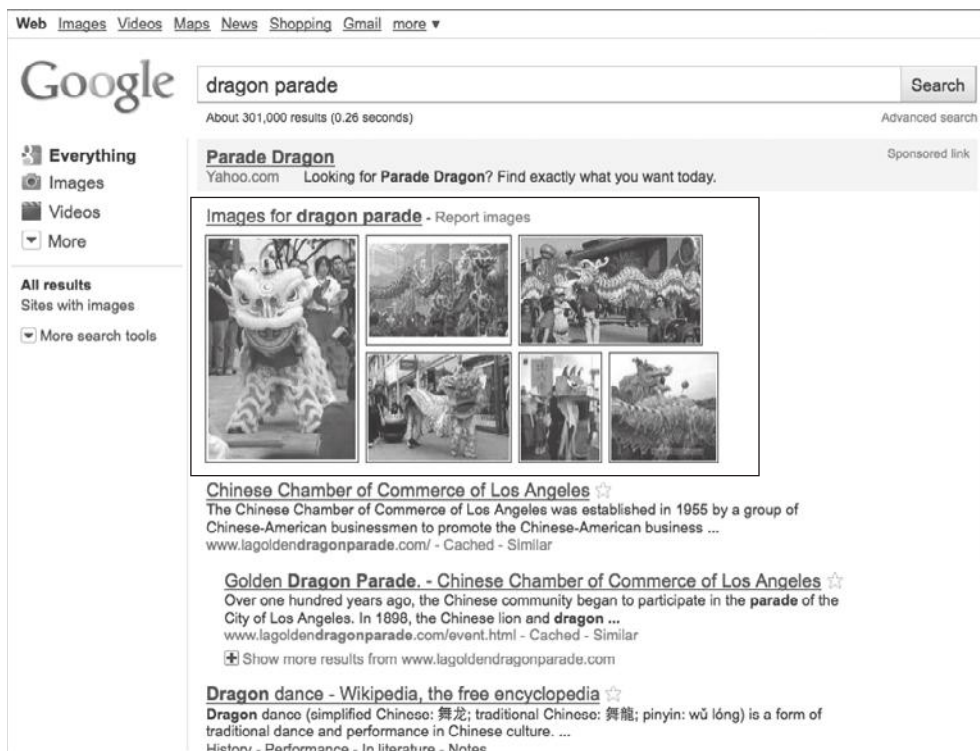 Web Images Videos Maps News Shopping Gmail more ▼
Google
dragon parade
Search
About 301,000 results (0.26 seconds)
Advanced search
Everything
Images
Videos
More
All results
Sites with images
More search tools
Parade Dragon
Sponsored link
Yahoo.com Looking for Parade Dragon? Find exactly what you want today.
Images for dragon parade - Report images
Chinese Chamber of Commerce of Los Angeles
The Chinese Chamber of Commerce of Los Angeles was established in 1955 by a group of
Chinese-American businessmen to promote the Chinese-American business ...
www.lagoldendragonparade.com/ - Cached - Similar
Golden Dragon Parade. - Chinese Chamber of Commerce of Los Angeles
Over one hundred years ago, the Chinese community began to participate in the parade of the
City of Los Angeles. In 1898, the Chinese lion and dragon ...
www.lagoldendragonparade.com/event.html - Cached - Similar
Show more results from www.lagoldendragonparade.com
Dragon dance - Wikipedia, the free encyclopedia
Dragon dance (simplified Chinese: 舞龙; traditional Chinese: 舞龍; pinyin: wǔ lóng) is a form of
traditional dance and performance in Chinese culture. ...
History - Performance - In literature - Notes